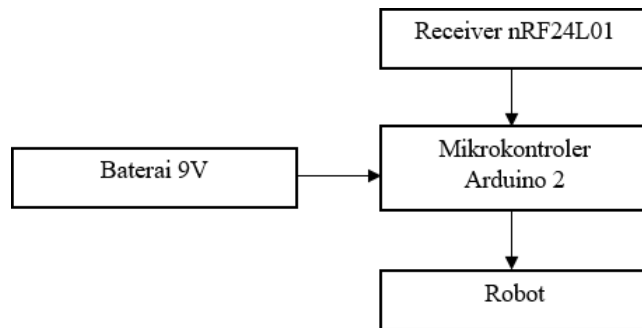 Receiver nRF24L01
Baterai 9V
Mikrokontroler
Arduino 2
Robot